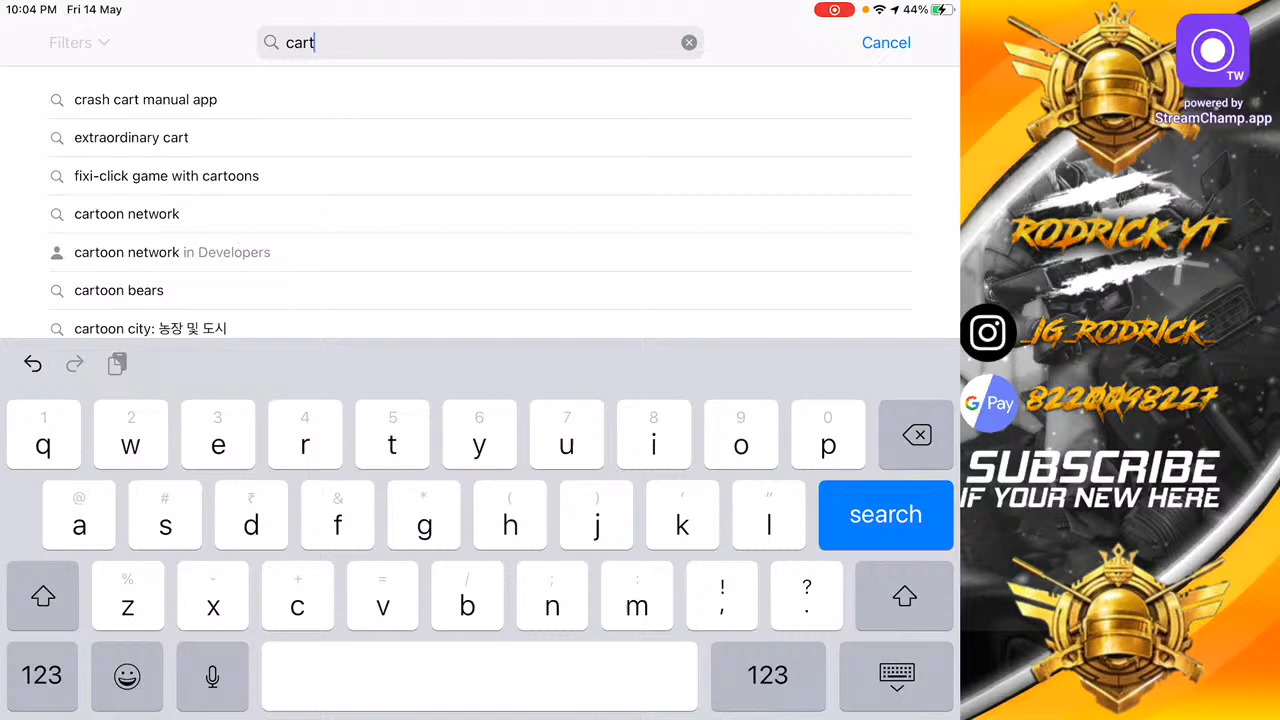 10:04 PM Fri 14 May
44%
Filters
cart
Cancel
crash cart manual app
extraordinary cart
fixi-click game with cartoons
cartoon network
cartoon network in Developers
cartoon bears
cartoon city: 농장 및 도시
1 2 3 4 5 6 7 8 9 0
q w e r t y u i o p
@ # ₹ & * ( ) ' "
a s d f g h j k l
search
% - + = / ; : ! ?
z x c v b n m , .
123
123
TW
powered by
StreamChamp.app
RODRICK YT
_IG_RODRICK_
G Pay
8220098227
SUBSCRIBE
IF YOUR NEW HERE